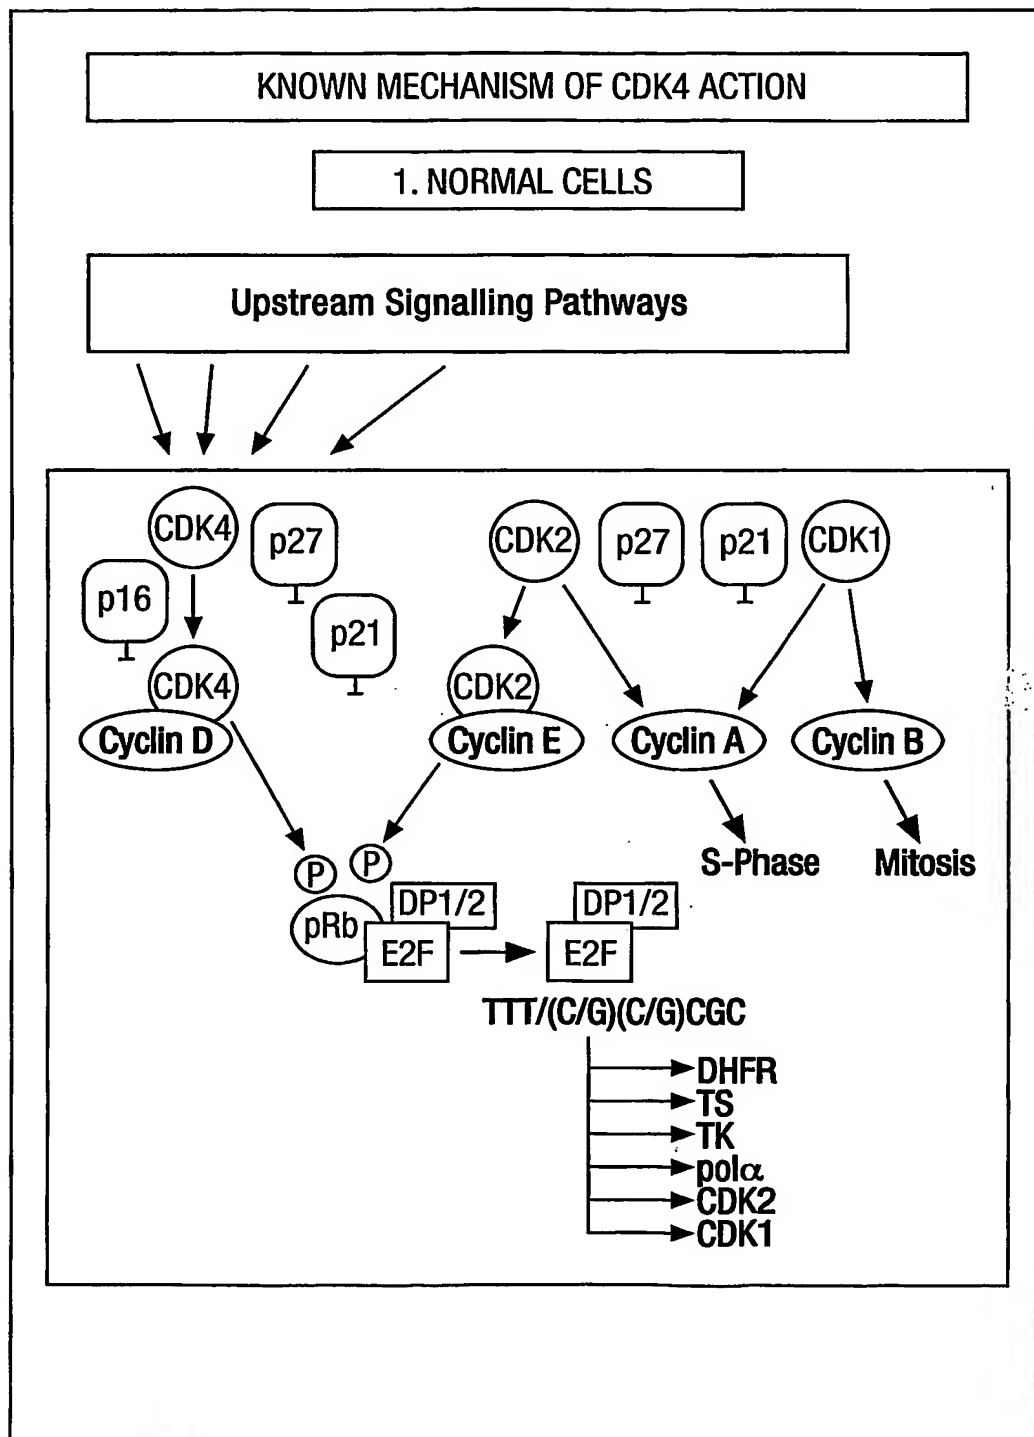 KNOWN MECHANISM OF CDK4 ACTION
1. NORMAL CELLS
Upstream Signalling Pathways
CDK4 p27 CDK2 p27 p21 CDK1
p16 p21
CDK4 CDK2
Cyclin D Cyclin E Cyclin A Cyclin B
P P S-Phase Mitosis
pRb DP1/2 DP1/2
E2F E2F
TTT/(C/G)(C/G)CGC
DHFR
TS
TK
polα
CDK2
CDK1